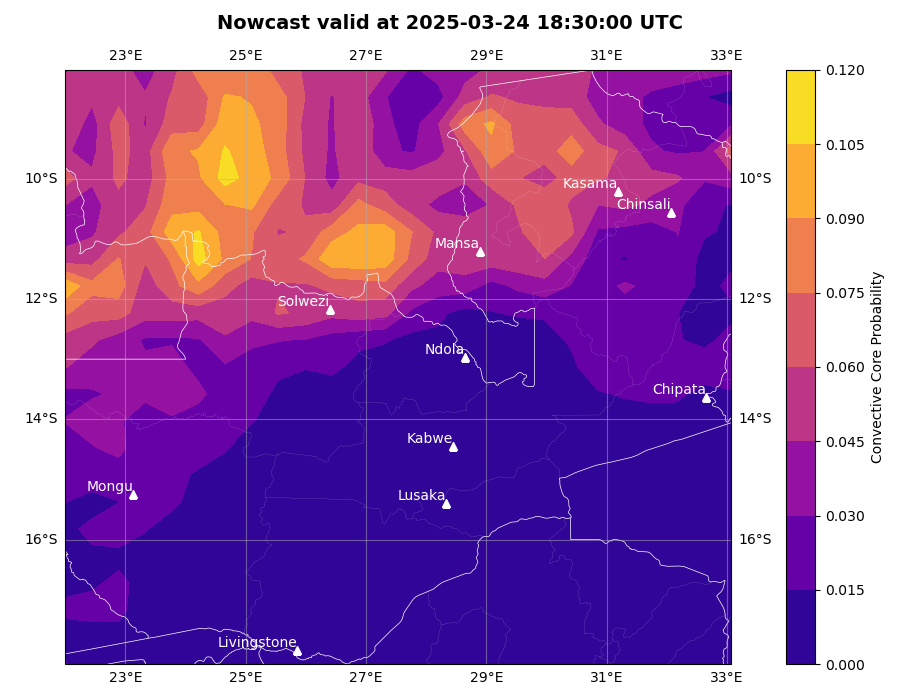 Nowcast valid at 2025-03-24 18:30:00 UTC
23°E 25°E 27°E 29°E 31°E 33°E
0.120
0.105
10°S 10°S
Kasama
Chinsali
0.090
Mansa
0.075
12°S 12°S
Solwezi
0.060
Ndola
Chipata
14°S 14°S
0.045
Kabwe
Mongu
Lusaka
0.030
16°S 16°S
0.015
Livingstone
0.000
23°E 25°E 27°E 29°E 31°E 33°E
Convective Core Probability